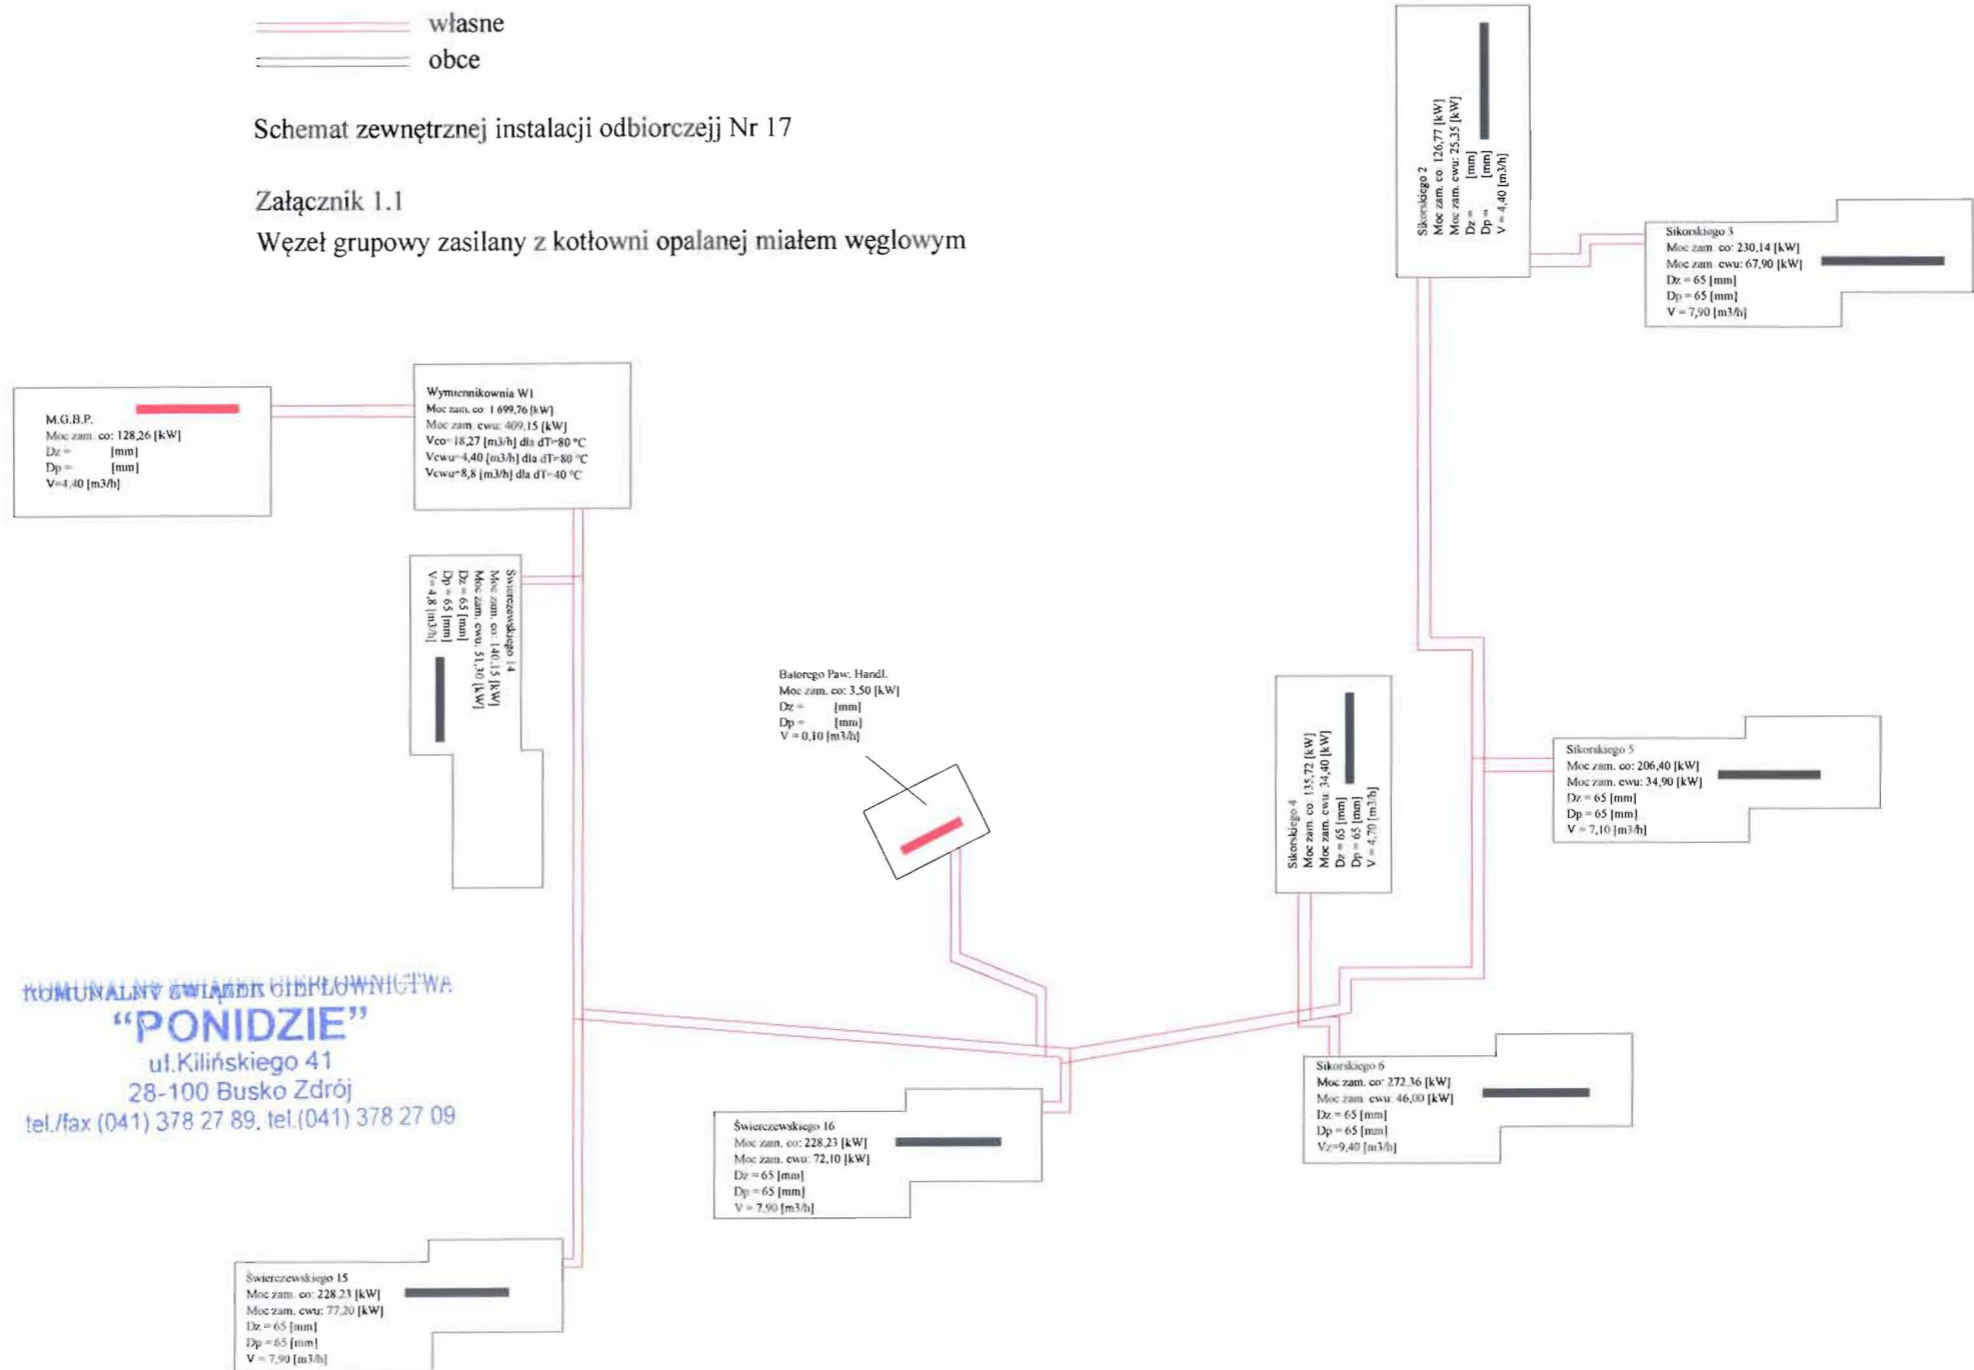 własne
obce
Schemat zewnętrznej instalacji odbiorczejj Nr 17
Załącznik 1.1
Węzeł grupowy zasilany z kotłowni opalanej miałem węglowym
Sikorskiego 2
Moc zam. co: 126,77 [kW]
Moc zam. cwu: 25,35 [kW]
Dz = [mm]
Dp = [mm]
V = 4,40 [m3/h]
Sikorskiego 3
Moc zam. co: 230,14 [kW]
Moc zam. cwu: 67,90 [kW]
Dz = 65 [mm]
Dp = 65 [mm]
V = 7,90 [m3/h]
M.G.B.P.
Moc zam. co: 128,26 [kW]
Dz = [mm]
Dp = [mm]
V=4,40 [m3/h]
Wymiennikownia W1
Moc zam. co: 1 699,76 [kW]
Moc zam. cwu: 409,15 [kW]
Vco=18,27 [m3/h] dla dT=80 °C
Vcwu=4,40 [m3/h] dla dT=80 °C
Vcwu=8,8 [m3/h] dla dT=40 °C
Świerczewskiego 14
Moc zam. co: 140,15 [kW]
Moc zam. cwu: 51,30 [kW]
Dz = 65 [mm]
Dp = 65 [mm]
V=4,8 [m3/h]
Batorego Paw. Handl.
Moc zam. co: 3,50 [kW]
Dz = [mm]
Dp = [mm]
V = 0,10 [m3/h]
Sikorskiego 4
Moc zam. co: 135,72 [kW]
Moc zam. cwu: 34,40 [kW]
Dz = 65 [mm]
Dp = 65 [mm]
V = 4,70 [m3/h]
Sikorskiego 5
Moc zam. co: 206,40 [kW]
Moc zam. cwu: 34,90 [kW]
Dz = 65 [mm]
Dp = 65 [mm]
V = 7,10 [m3/h]
KOMUNALNY ZWIĄZEK CIEPŁOWNICTWA
“PONIDZIE”
ul.Kilińskiego 41
28-100 Busko Zdrój
tel./fax (041) 378 27 89, tel.(041) 378 27 09
Sikorskiego 6
Moc zam. co: 272,36 [kW]
Moc zam. cwu: 46,00 [kW]
Dz = 65 [mm]
Dp = 65 [mm]
Vz=9,40 [m3/h]
Świerczewskiego 16
Moc zam. co: 228,23 [kW]
Moc zam. cwu: 72,10 [kW]
Dz = 65 [mm]
Dp = 65 [mm]
V = 7,90 [m3/h]
Świerczewskiego 15
Moc zam. co: 228,23 [kW]
Moc zam. cwu: 77,20 [kW]
Dz = 65 [mm]
Dp = 65 [mm]
V = 7,90 [m3/h]